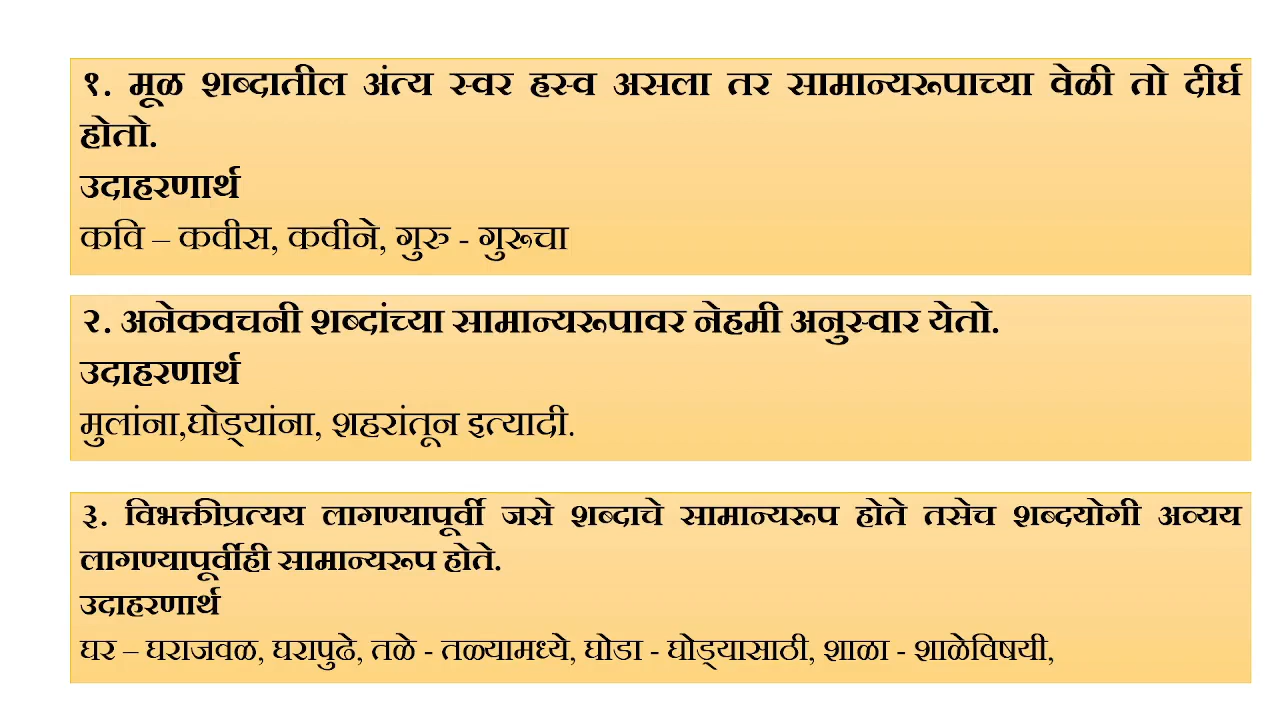 १. मूळ शब्दातील अंत्य स्वर ह्रस्व असला तर सामान्यरूपाच्या वेळी तो दीर्घ
होतो.
उदाहरणार्थ
कवि – कवीस, कवीने, गुरु - गुरूचा
२. अनेकवचनी शब्दांच्या सामान्यरूपावर नेहमी अनुस्वार येतो.
उदाहरणार्थ
मुलांना,घोड्यांना, शहरांतून इत्यादी.
३. विभक्तीप्रत्यय लागण्यापूर्वी जसे शब्दाचे सामान्यरूप होते तसेच शब्दयोगी अव्यय
लागण्यापूर्वीही सामान्यरूप होते.
उदाहरणार्थ
घर – घराजवळ, घरापुढे, तळे - तळ्यामध्ये, घोडा - घोड्यासाठी, शाळा - शाळेविषयी,